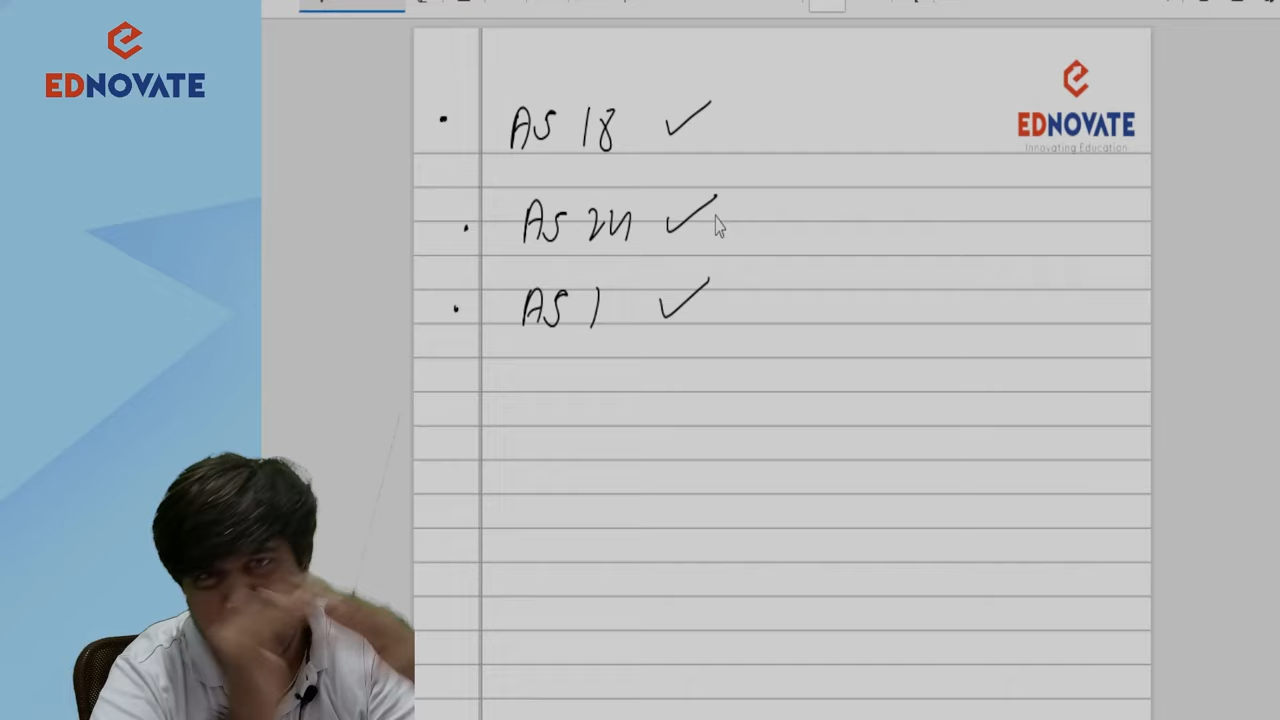 EDNOVATE
EDNOVATE
Innovating Education
• AS 18 ✓
• AS 24 ✓
• AS 1 ✓